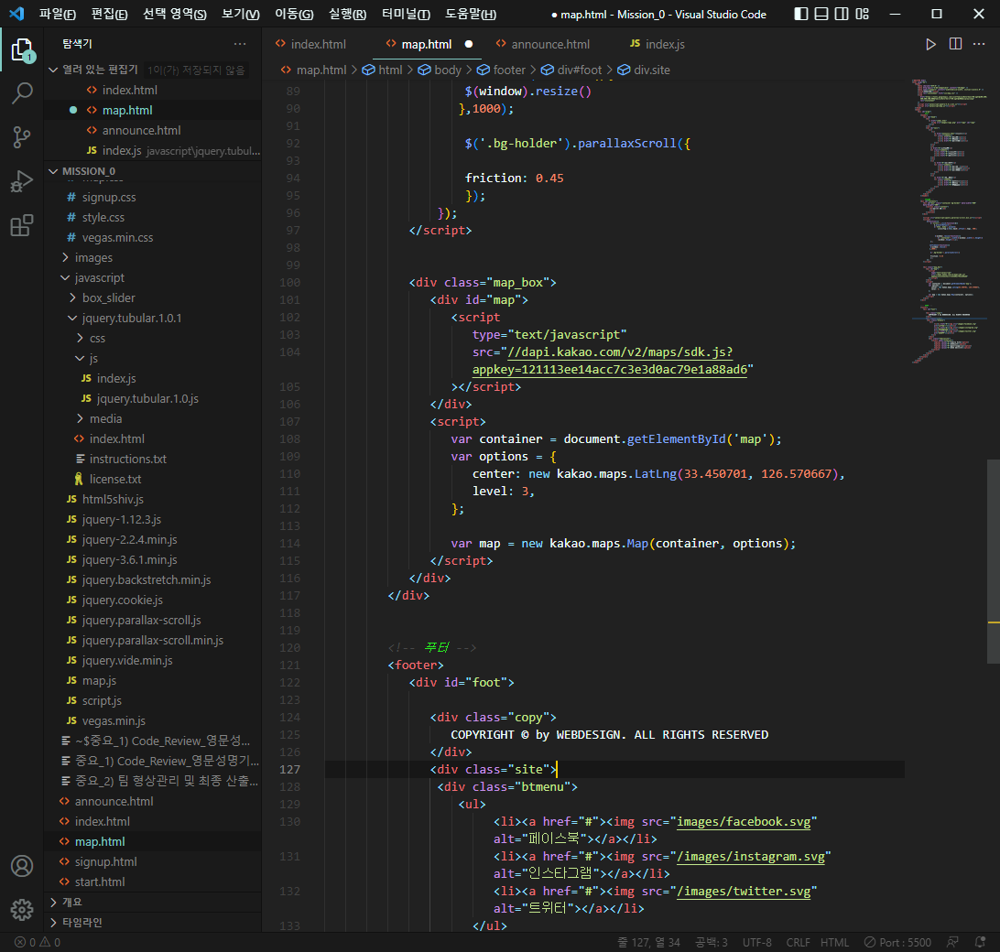 파일(F) 편집(E) 선택 영역(S) 보기(V) 이동(G) 실행(R) 터미널(T) 도움말(H) ● map.html - Mission_0 - Visual Studio Code
탐색기 ···
열려 있는 편집기 1이(가) 저장되지 않음
index.html
map.html
announce.html
JS index.js javascript\jquery.tubul...
MISSION_0
# signup.css
# style.css
# vegas.min.css
images
javascript
box_slider
jquery.tubular.1.0.1
css
js
JS index.js
JS jquery.tubular.1.0.js
media
index.html
instructions.txt
license.txt
JS html5shiv.js
JS jquery-1.12.3.js
JS jquery-2.2.4.min.js
JS jquery-3.6.1.min.js
JS jquery.backstretch.min.js
JS jquery.cookie.js
JS jquery.parallax-scroll.js
JS jquery.parallax-scroll.min.js
JS jquery.vide.min.js
JS map.js
JS script.js
JS vegas.min.js
~$중요_1) Code_Review_영문성...
중요_1) Code_Review_영문성명기...
중요_2) 팀 형상관리 및 최종 산출...
announce.html
index.html
map.html
signup.html
start.html
개요
타임라인
1
index.html map.html ● announce.html JS index.js
map.html > html > body > footer > div#foot > div.site
89 $(window).resize()
90 },1000);
91
92 $('.bg-holder').parallaxScroll({
93
94 friction: 0.45
95 });
96 });
97 </script>
98
99
100 <div class="map_box">
101 <div id="map">
102 <script
103 type="text/javascript"
104 src="//dapi.kakao.com/v2/maps/sdk.js?
appkey=121113ee14acc7c3e3d0ac79e1a88ad6"
105 ></script>
106 </div>
107 <script>
108 var container = document.getElementById('map');
109 var options = {
110 center: new kakao.maps.LatLng(33.450701, 126.570667),
111 level: 3,
112 };
113
114 var map = new kakao.maps.Map(container, options);
115 </script>
116 </div>
117 </div>
118
119
120 <!-- 푸터 -->
121 <footer>
122 <div id="foot">
123
124 <div class="copy">
125 COPYRIGHT © by WEBDESIGN. ALL RIGHTS RESERVED
126 </div>
127 <div class="site">
128 <div class="btmenu">
129 <ul>
130 <li><a href="#"><img src="images/facebook.svg"
alt="페이스북"></a></li>
131 <li><a href="#"><img src="/images/instagram.svg"
alt="인스타그램"></a></li>
132 <li><a href="#"><img src="/images/twitter.svg"
alt="트위터"></a></li>
133 </ul>
0 0 줄 127, 열 34 공백: 3 UTF-8 CRLF HTML Port : 5500